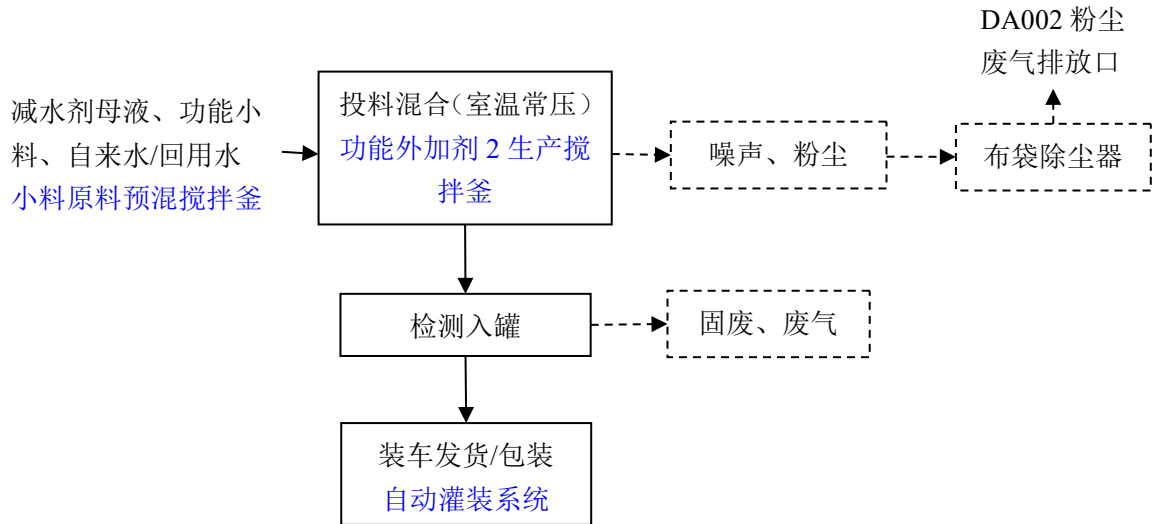 DA002 粉尘
废气排放口
减水剂母液、功能小
料、自来水/回用水
小料原料预混搅拌釜
投料混合（室温常压）
功能外加剂 2 生产搅
拌釜
噪声、粉尘
布袋除尘器
检测入罐
固废、废气
装车发货/包装
自动灌装系统